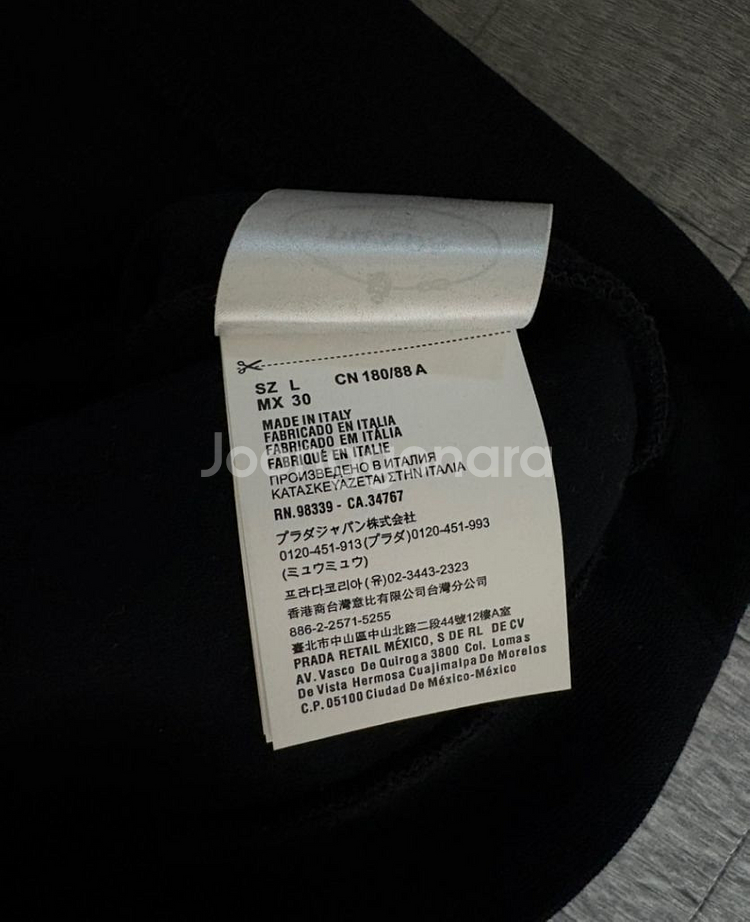 SZ L CN 180/88 A
MX 30
MADE IN ITALY
FABRICADO EN ITALIA
FABRICADO EM ITÁLIA
FABRIQUÉ EN ITALIE
ПРОИЗВЕДЕНО В ИТАЛИЯ
ΚΑΤΑΣΚΕΥΑΖΕΤΑΙ ΣΤΗΝ ΙΤΑΛΙΑ
RN.98339 - CA.34767
プラダジャパン株式会社
0120-451-913(プラダ)0120-451-993
(ミュウミュウ)
프라다코리아(유)02-3443-2323
香港商台灣意比有限公司台灣分公司
886-2-2571-5255
臺北市中山區中山北路二段44號12樓A室
PRADA RETAIL MÉXICO, S DE RL DE CV
AV. Vasco De Quiroga 3800 Col. Lomas
De Vista Hermosa Cuajimalpa De Morelos
C.P. 05100 Ciudad De México-México